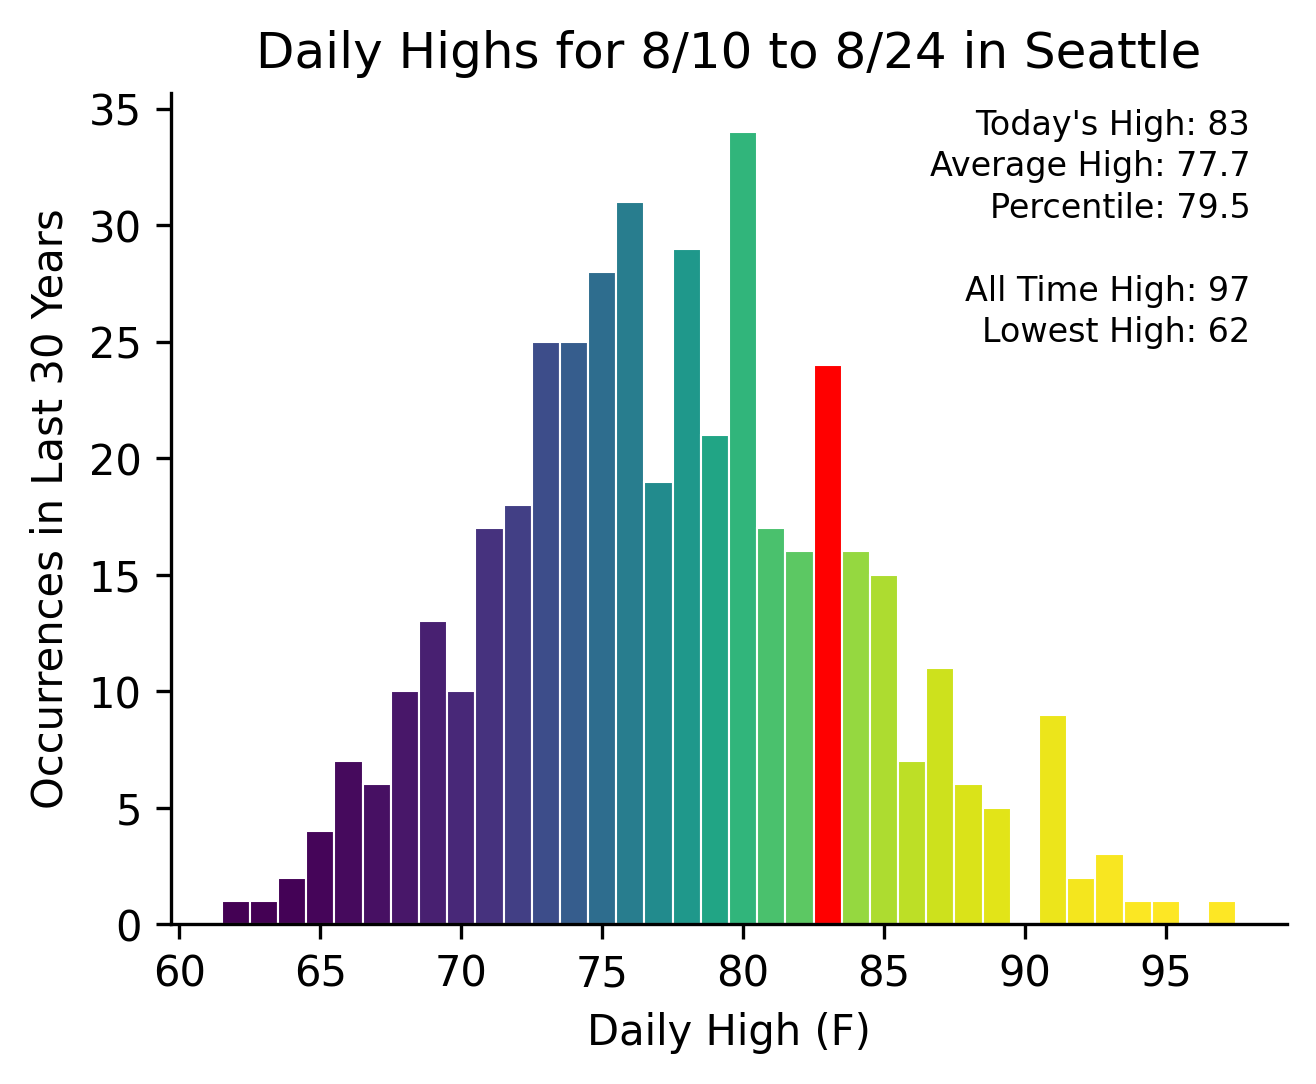 Daily Highs for 8/10 to 8/24 in Seattle
Today's High: 83
Average High: 77.7
Percentile: 79.5
All Time High: 97
Lowest High: 62
Occurrences in Last 30 Years
35
30
25
20
15
10
5
0
60 65 70 75 80 85 90 95
Daily High (F)